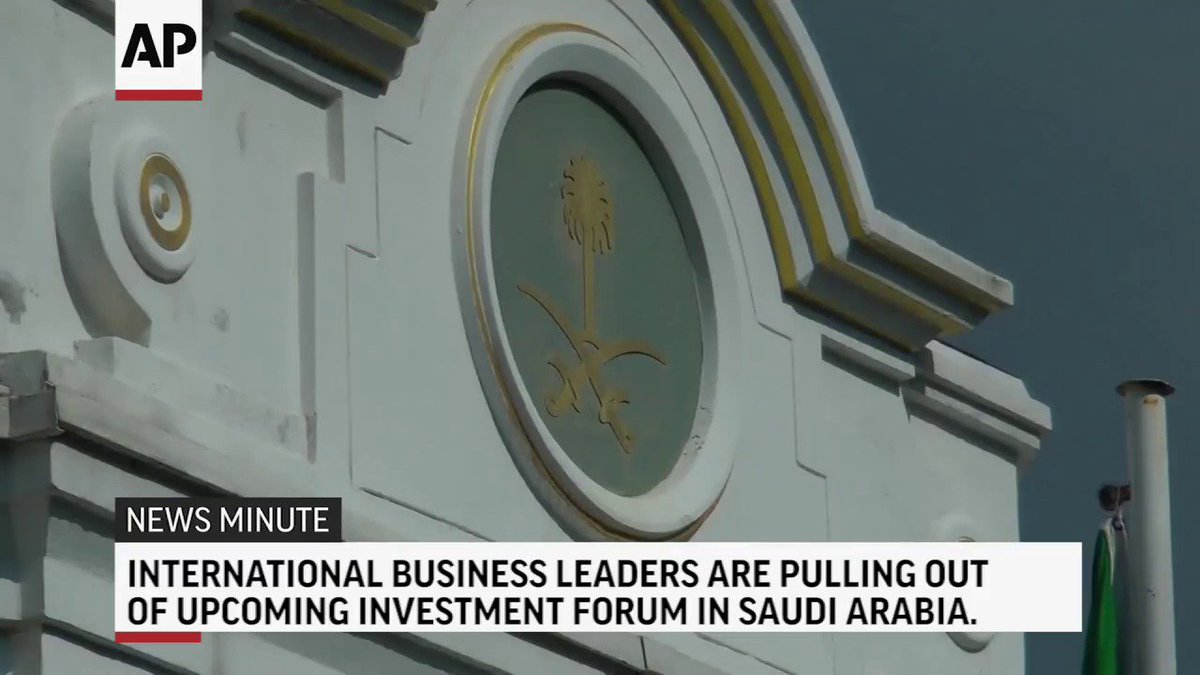 AP
NEWS MINUTE
INTERNATIONAL BUSINESS LEADERS ARE PULLING OUT
OF UPCOMING INVESTMENT FORUM IN SAUDI ARABIA.